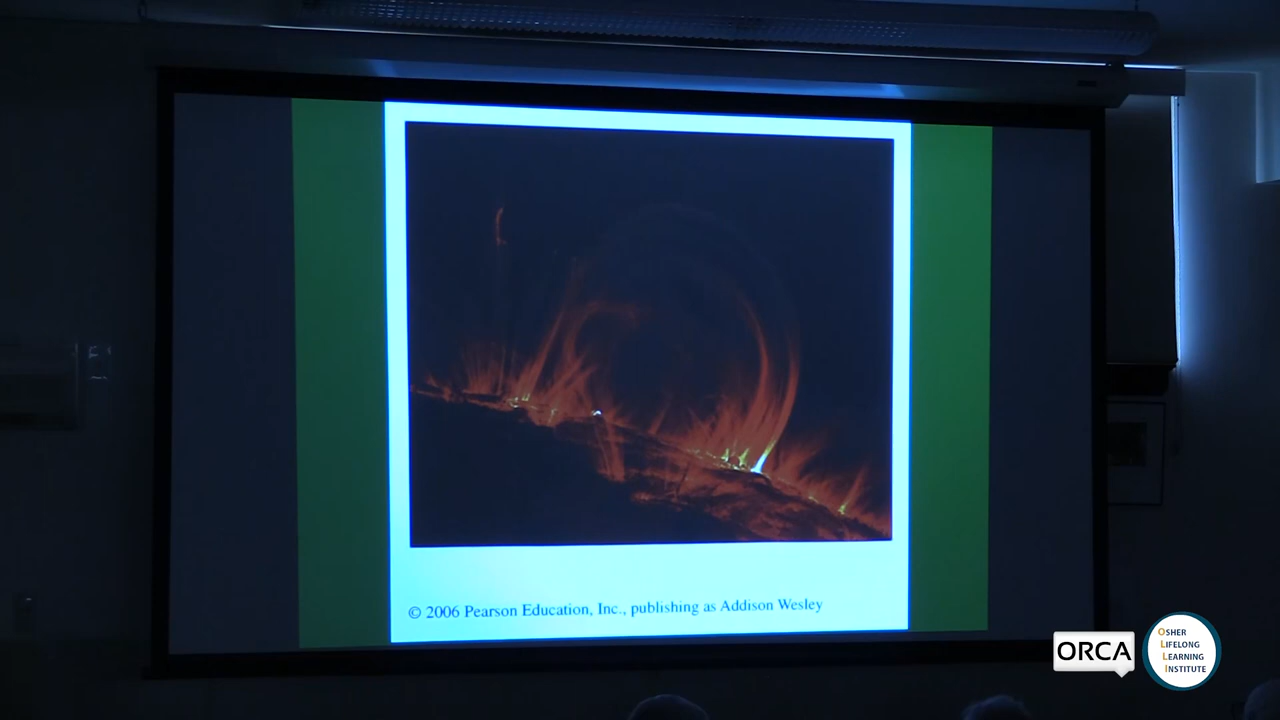 © 2006 Pearson Education, Inc., publishing as Addison Wesley
ORCA
OSHER
LIFELONG
LEARNING
INSTITUTE